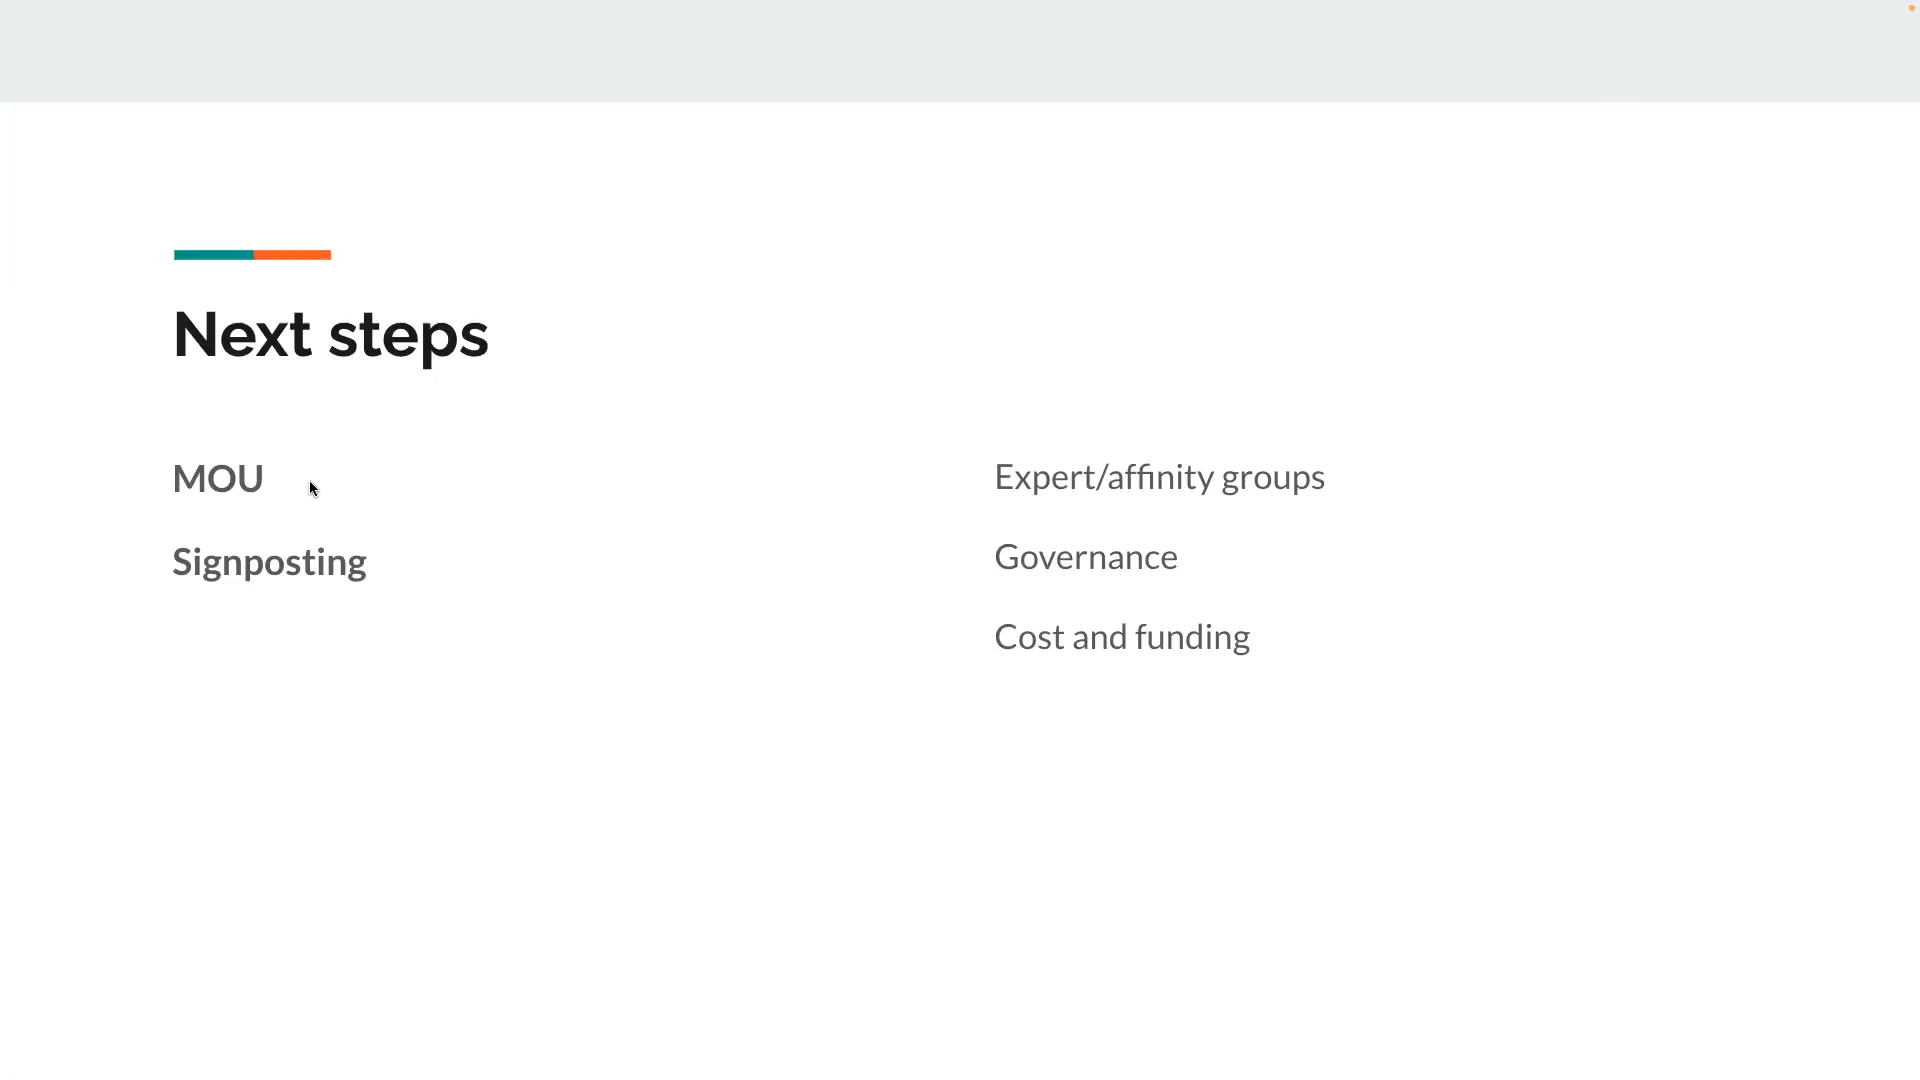 Next steps
MOU
Signposting
Expert/affinity groups
Governance
Cost and funding